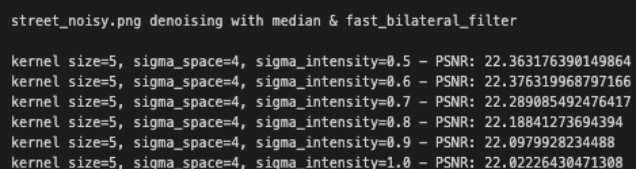 street_noisy.png denoising with median & fast_bilateral_filter
kernel size=5, sigma_space=4, sigma_intensity=0.5 – PSNR: 22.363176390149864
kernel size=5, sigma_space=4, sigma_intensity=0.6 – PSNR: 22.376319968797166
kernel size=5, sigma_space=4, sigma_intensity=0.7 – PSNR: 22.289085492476417
kernel size=5, sigma_space=4, sigma_intensity=0.8 – PSNR: 22.18841273694394
kernel size=5, sigma_space=4, sigma_intensity=0.9 – PSNR: 22.0979928234488
kernel size=5, sigma_space=4, sigma_intensity=1.0 – PSNR: 22.02226430471308